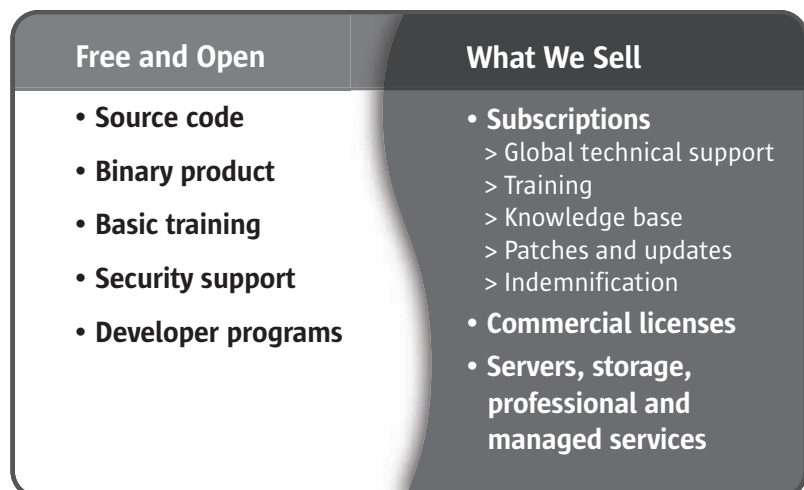 Free and Open
• Source code
• Binary product
• Basic training
• Security support
• Developer programs
What We Sell
• Subscriptions
> Global technical support
> Training
> Knowledge base
> Patches and updates
> Indemnification
• Commercial licenses
• Servers, storage,
professional and
managed services